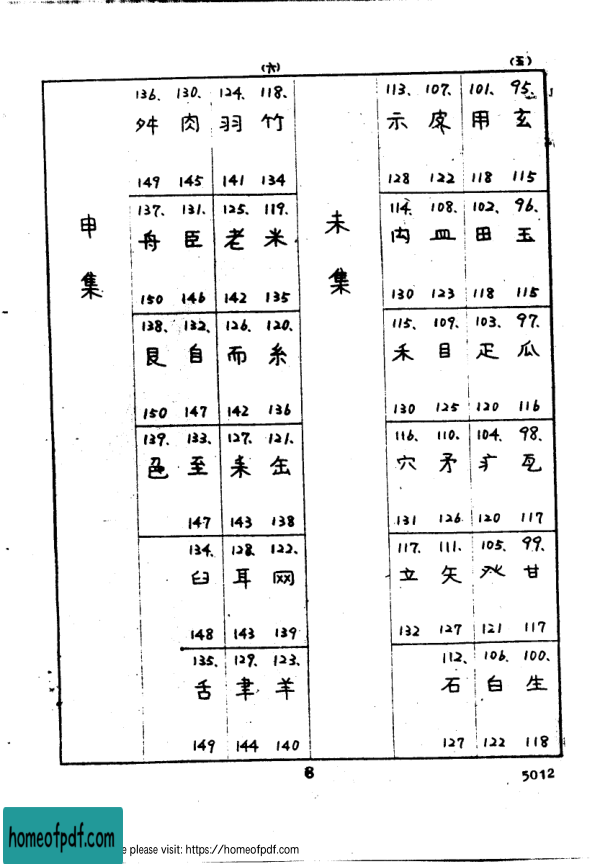 (五)
95. 玄 115
96. 玉 115
97. 瓜 116
98. 瓦 117
99. 甘 117
100. 生 118
101. 用 118
102. 田 118
103. 疋 120
104. 疒 120
105. 癶 121
106. 白 122
107. 皮 122
108. 皿 123
109. 目 125
110. 矛 126
111. 矢 127
112. 石 127
113. 示 128
114. 禸 130
115. 禾 130
116. 穴 131
117. 立 132
未集
(六)
118. 竹 134
119. 米 135
120. 糸 136
121. 缶 138
122. 网 139
123. 羊 140
124. 羽 141
125. 老 142
126. 而 142
127. 耒 143
128. 耳 143
129. 聿 144
130. 肉 145
131. 臣 146
132. 自 147
133. 至 147
134. 臼 148
135. 舌 149
136. 舛 149
137. 舟 150
138. 艮 150
139. 色
申集
8
5012
homeofpdf.com
e please visit: https://homeofpdf.com